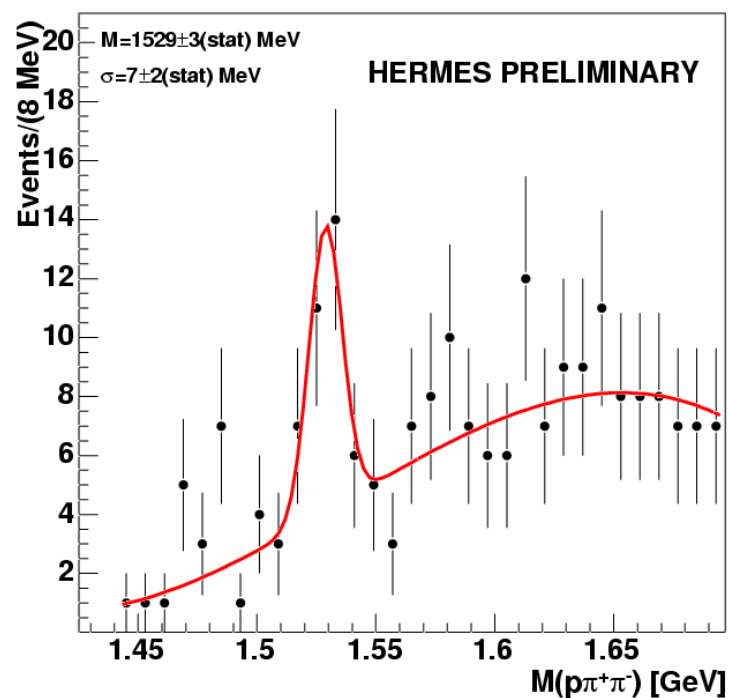 M=1529±3(stat) MeV
σ=7±2(stat) MeV
HERMES PRELIMINARY
Events/(8 MeV)
20
18
16
14
12
10
8
6
4
2
1.45 1.5 1.55 1.6 1.65
M(pπ⁺π⁻) [GeV]